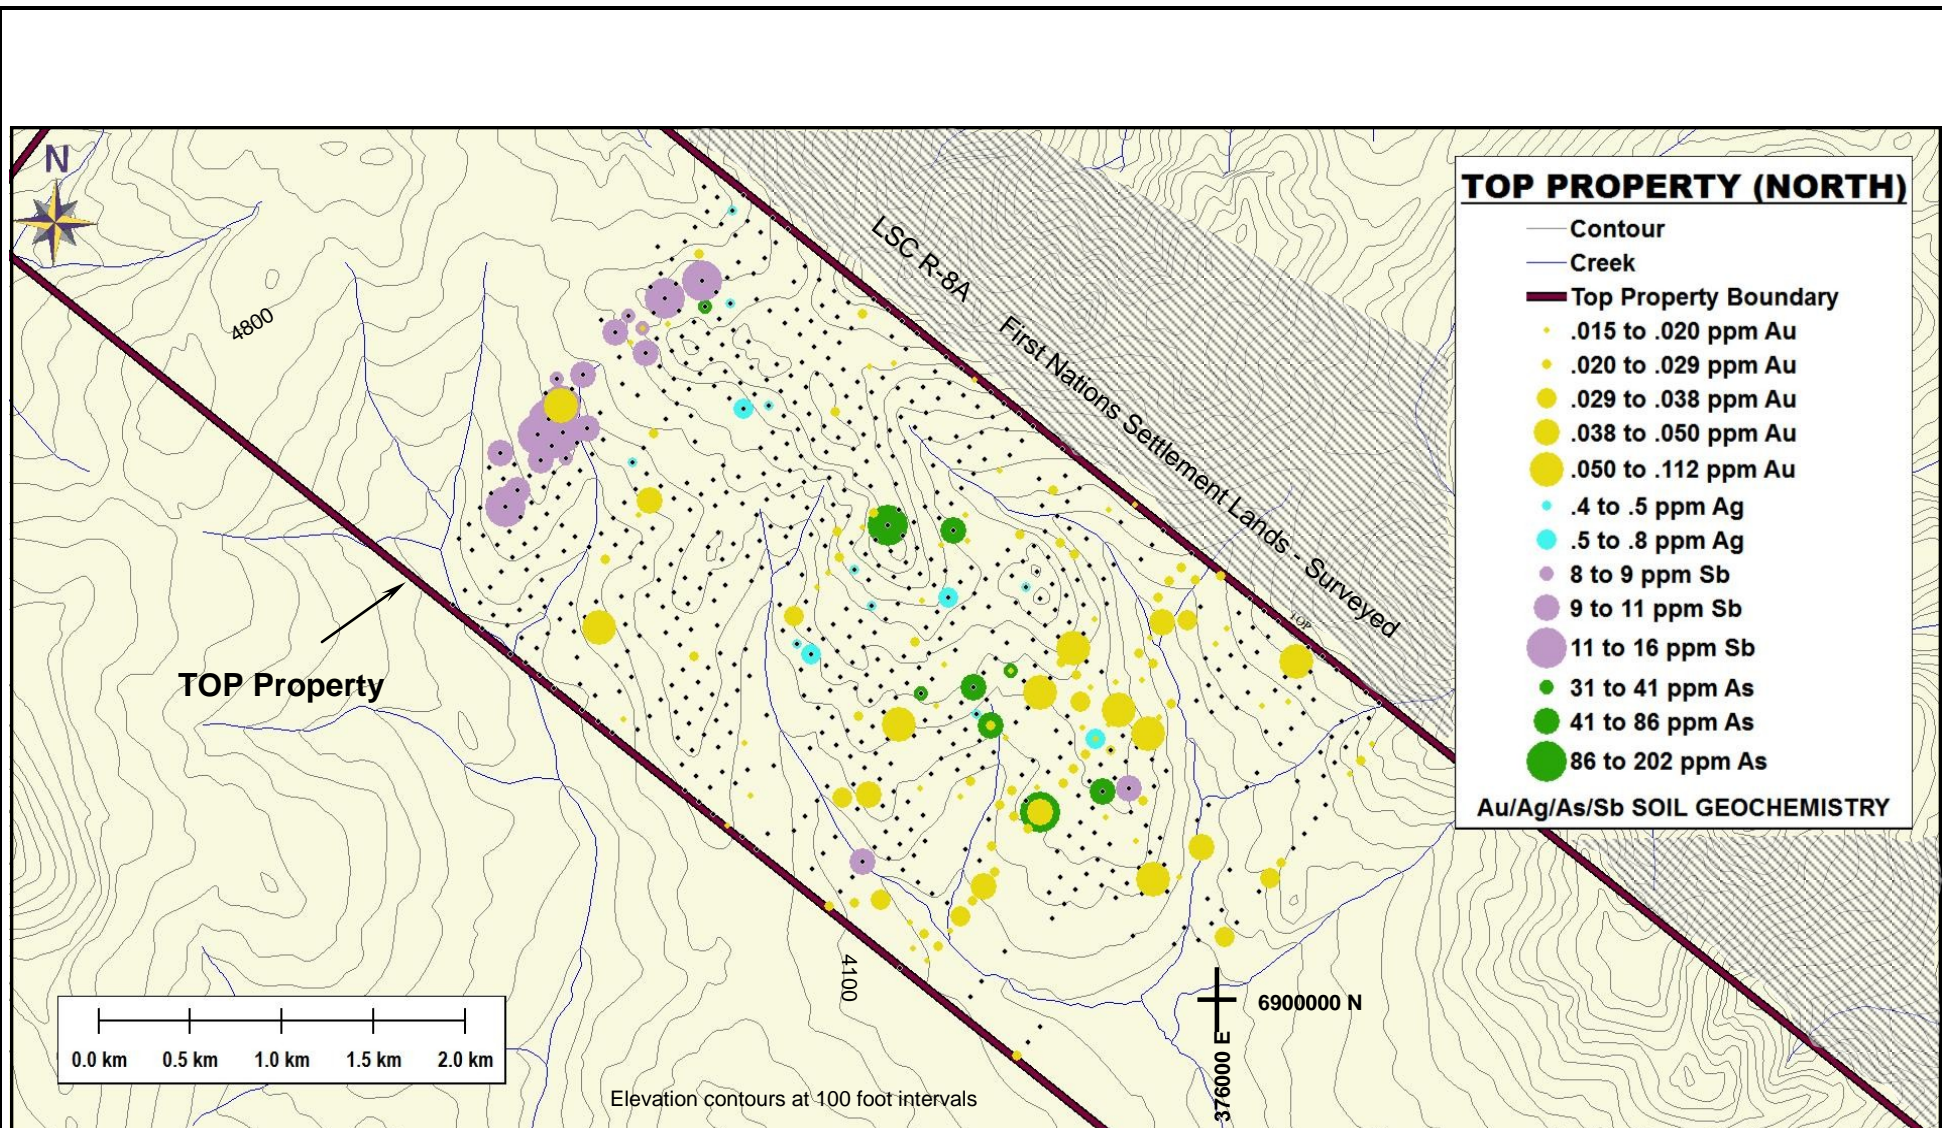 N
TOP PROPERTY (NORTH)
Contour
Creek
Top Property Boundary
.015 to .020 ppm Au
.020 to .029 ppm Au
.029 to .038 ppm Au
.038 to .050 ppm Au
.050 to .112 ppm Au
.4 to .5 ppm Ag
.5 to .8 ppm Ag
8 to 9 ppm Sb
9 to 11 ppm Sb
11 to 16 ppm Sb
31 to 41 ppm As
41 to 86 ppm As
86 to 202 ppm As
Au/Ag/As/Sb SOIL GEOCHEMISTRY
LSC R-8A
First Nations Settlement Lands - Surveyed
4800
TOP
TOP Property
4100
6900000 N
376000 E
0.0 km 0.5 km 1.0 km 1.5 km 2.0 km
Elevation contours at 100 foot intervals